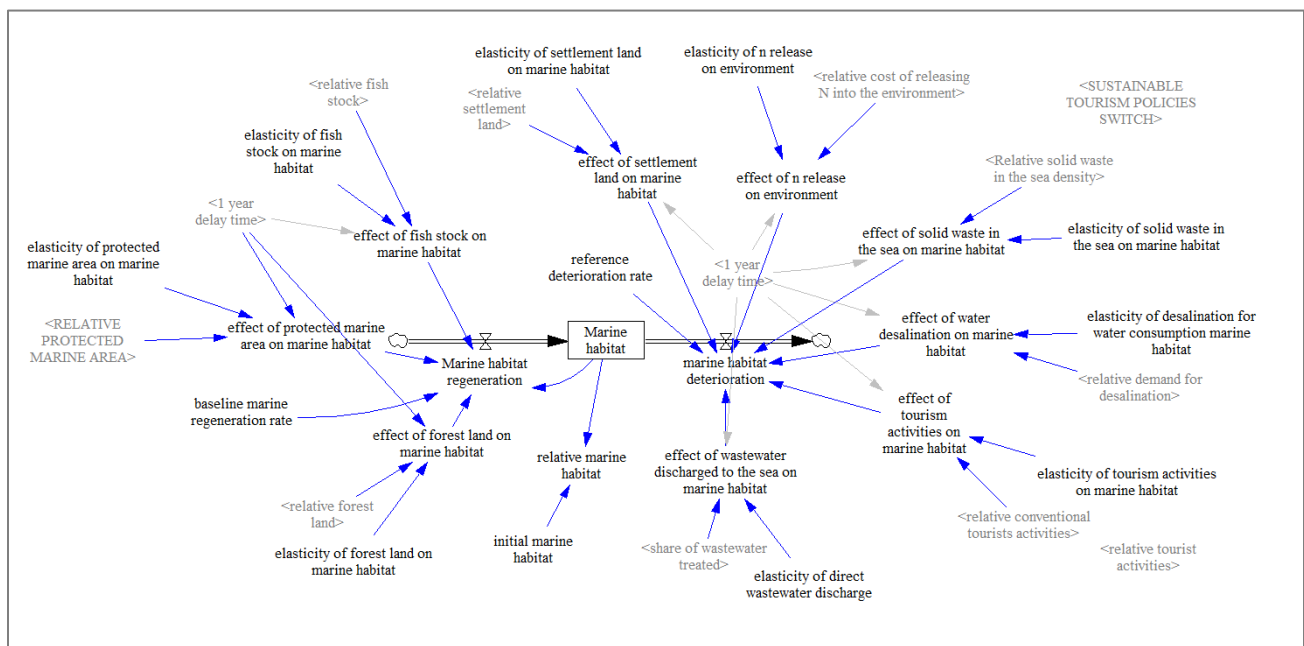 elasticity of settlement land
on marine habitat
elasticity of n release
on environment
<relative fish
stock>
<relative
settlement
land>
<relative cost of releasing
N into the environment>
<SUSTAINABLE
TOURISM POLICIES
SWITCH>
elasticity of fish
stock on marine
habitat
effect of settlement
land on marine
habitat
effect of n release
on environment
<Relative solid waste
in the sea density>
<1 year
delay time>
effect of fish stock on
marine habitat
effect of solid waste in
the sea on marine habitat
elasticity of solid waste in
the sea on marine habitat
elasticity of protected
marine area on marine
habitat
reference
deterioration rate
<1 year
delay time>
<RELATIVE
PROTECTED
MARINE AREA>
effect of protected marine
area on marine habitat
Marine
habitat
effect of water
desalination on marine
habitat
elasticity of desalination for
water consumption marine
habitat
Marine habitat
regeneration
marine habitat
deterioration
<relative demand for
desalination>
baseline marine
regeneration rate
effect of forest land on
marine habitat
effect of
tourism
activities on
marine habitat
relative marine
habitat
effect of wastewater
discharged to the sea on
marine habitat
elasticity of tourism activities
on marine habitat
<relative forest
land>
initial marine
habitat
<share of wastewater
treated>
<relative conventional
tourists activities>
<relative tourist
activities>
elasticity of forest land on
marine habitat
elasticity of direct
wastewater discharge